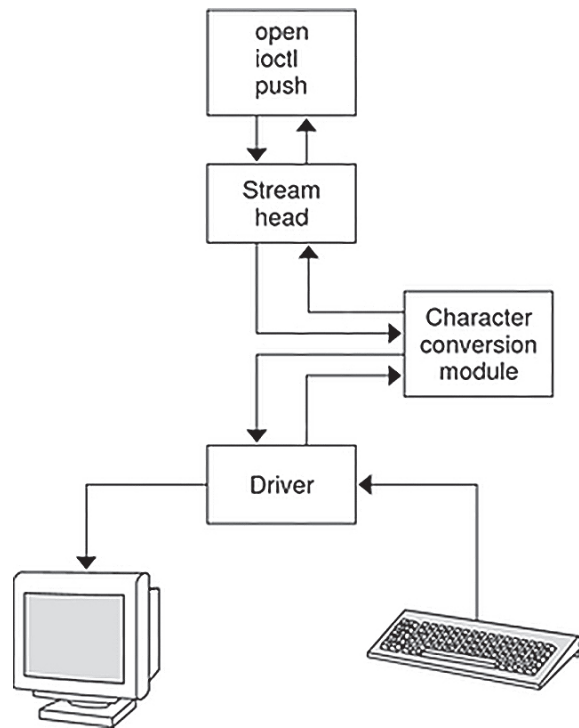 open
ioctl
push
Stream
head
Character
conversion
module
Driver